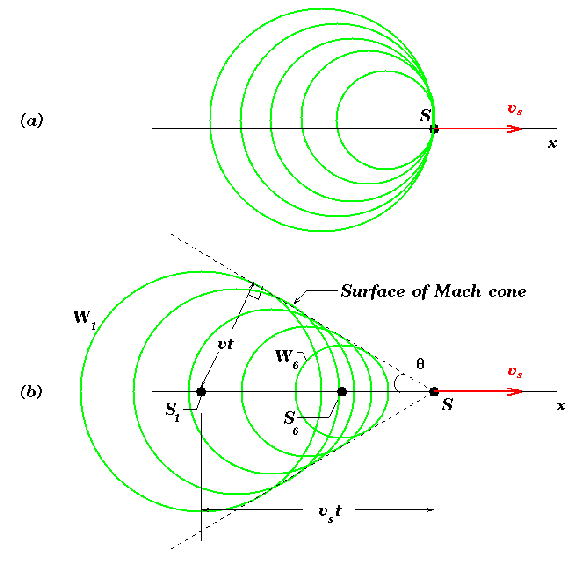 S
v_s
(a)
x
Surface of Mach cone
W_1
vt
W_6
θ
v_s
(b)
S_1
S_6
S
x
v_s t